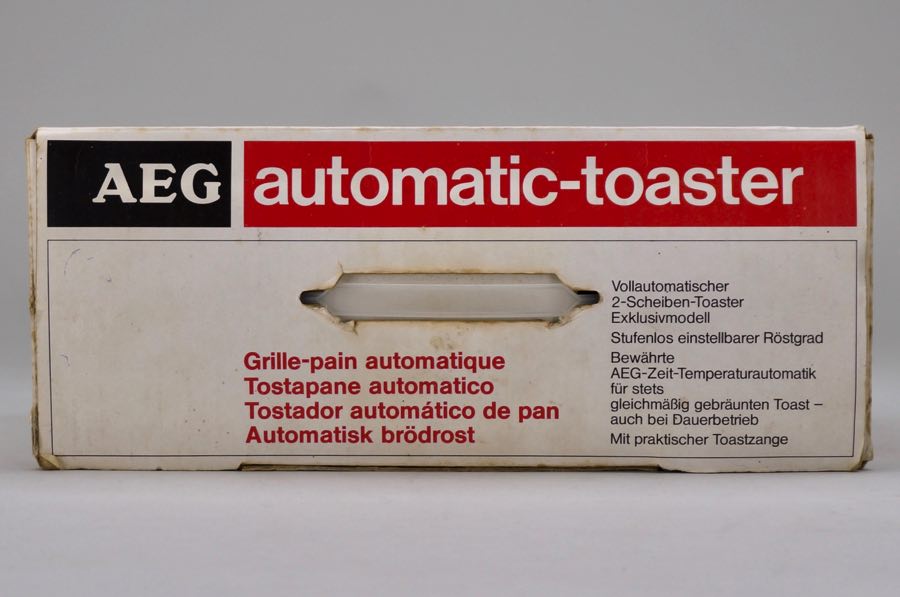 AEG automatic-toaster
Grille-pain automatique
Tostapane automatico
Tostador automático de pan
Automatisk brödrost
Vollautomatischer
2-Scheiben-Toaster
Exklusivmodell
Stufenlos einstellbarer Röstgrad
Bewährte
AEG-Zeit-Temperaturautomatik
für stets
gleichmäßig gebräunten Toast –
auch bei Dauerbetrieb
Mit praktischer Toastzange